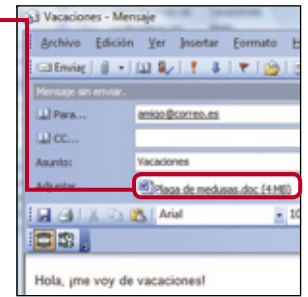 Vacaciones - Mensaje
Archivo Edición Ver Insertar Formato
Enviar
Mensaje sin enviar.
Para... amigo@correo.es
CC...
Asunto: Vacaciones
Adjuntar... Plaga de medusas.doc (4 MB)
Arial 10
Hola, ¡me voy de vacaciones!